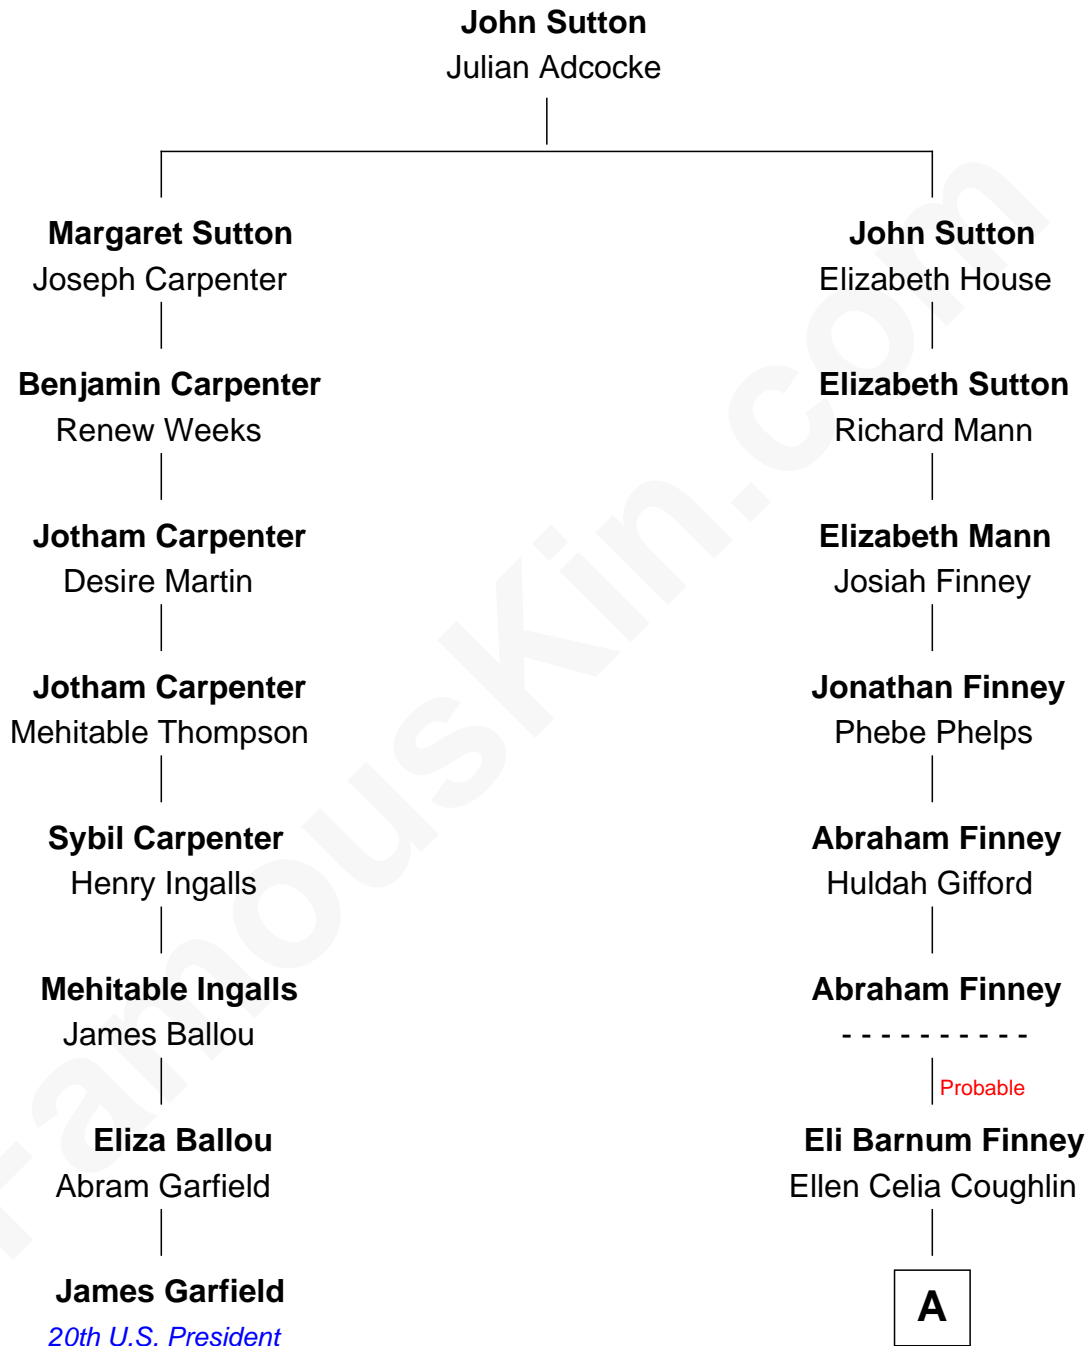 John Sutton
Julian Adcocke
Margaret Sutton
Joseph Carpenter
Benjamin Carpenter
Renew Weeks
Jotham Carpenter
Desire Martin
Jotham Carpenter
Mehitable Thompson
Sybil Carpenter
Henry Ingalls
Mehitable Ingalls
James Ballou
Eliza Ballou
Abram Garfield
James Garfield
20th U.S. President
John Sutton
Elizabeth House
Elizabeth Sutton
Richard Mann
Elizabeth Mann
Josiah Finney
Jonathan Finney
Phebe Phelps
Abraham Finney
Huldah Gifford
Abraham Finney
- - - - - - - - - -
Probable
Eli Barnum Finney
Ellen Celia Coughlin
A
FamousKin.com